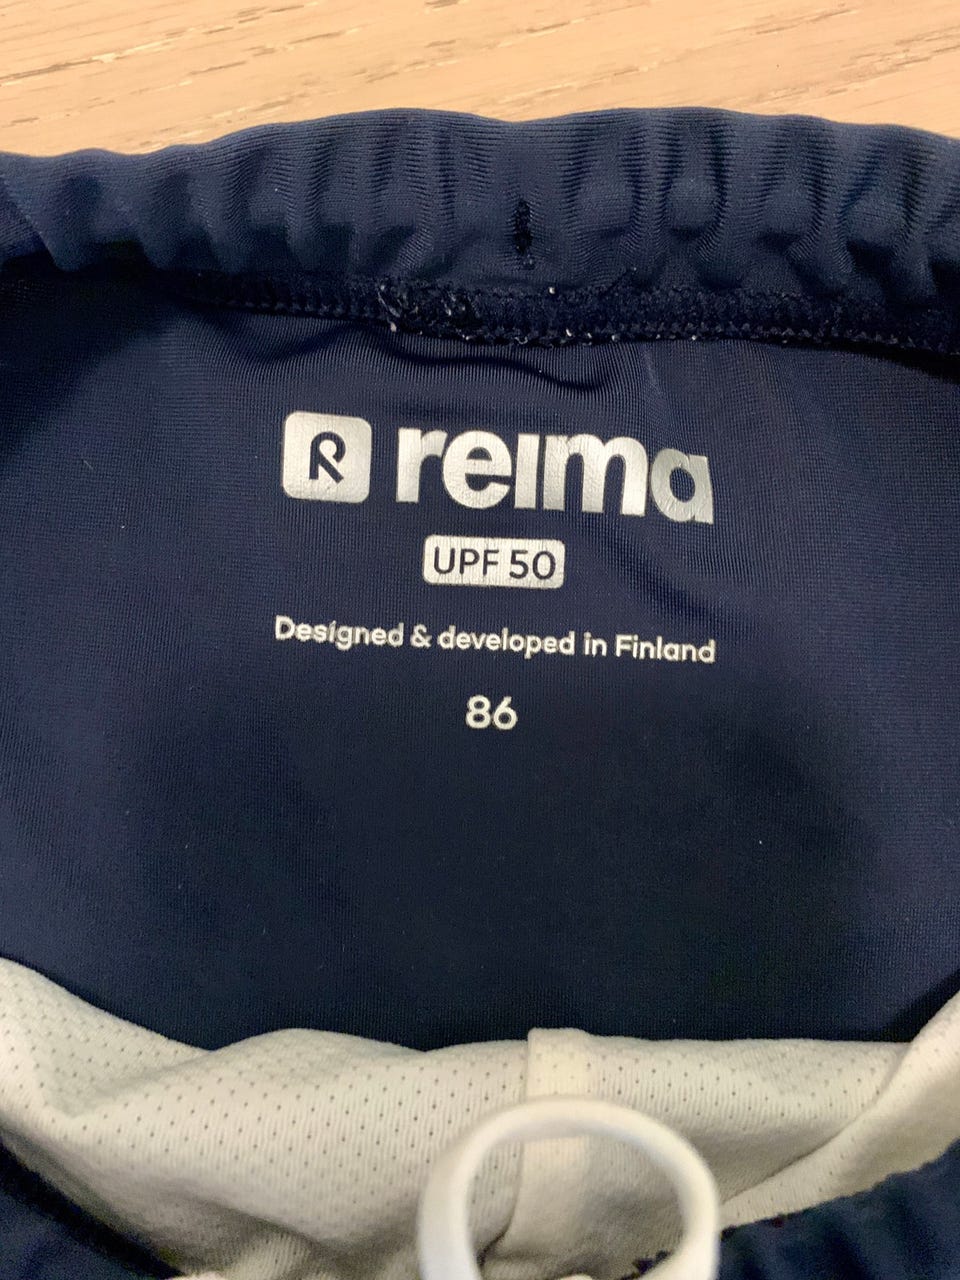 R reima
UPF 50
Designed & developed in Finland
86